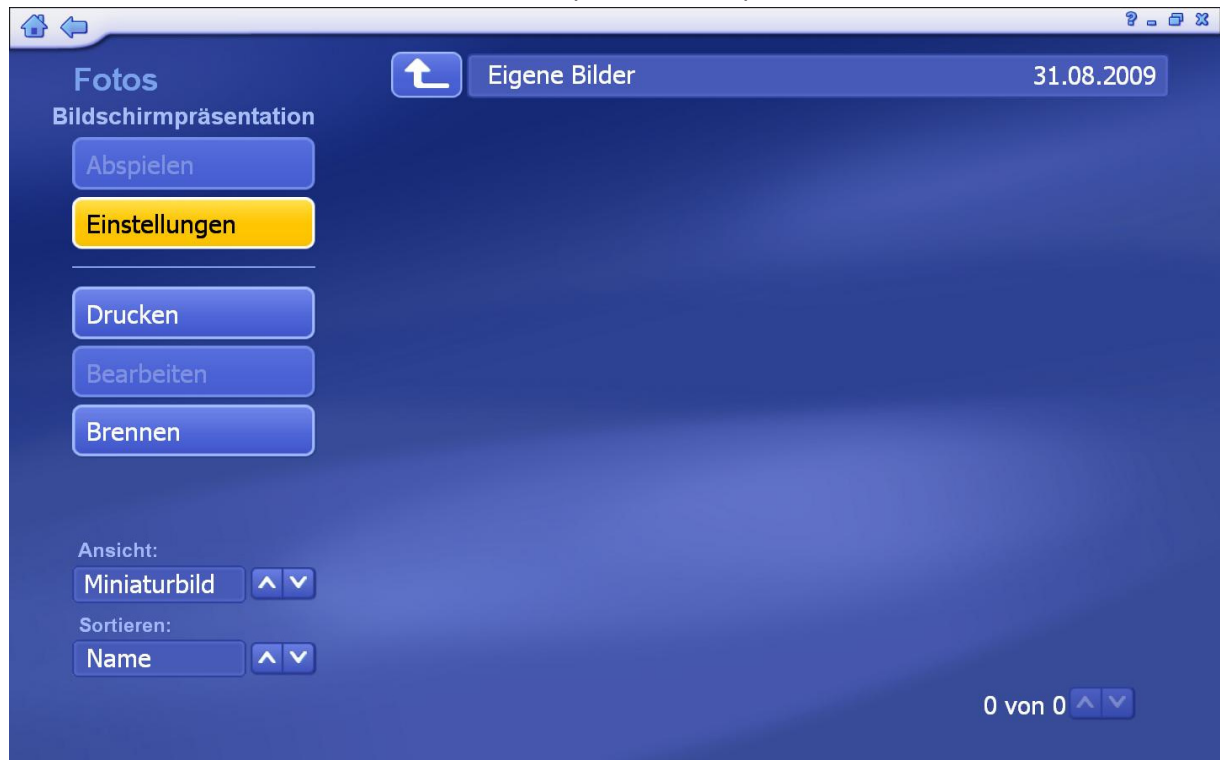 ?
Fotos
Eigene Bilder 31.08.2009
Bildschirmpräsentation
Abspielen
Einstellungen
Drucken
Bearbeiten
Brennen
Ansicht:
Miniaturbild
Sortieren:
Name
0 von 0